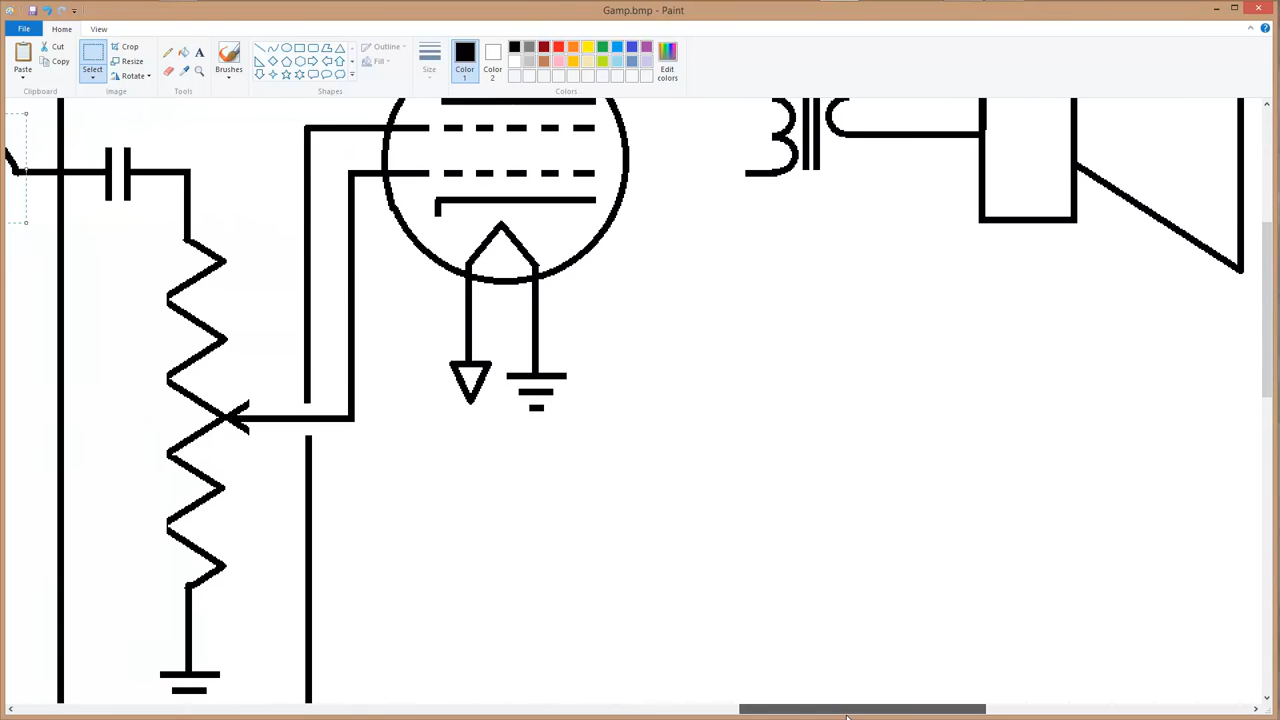 Gamp.bmp - Paint
File Home View
Paste
Cut
Copy
Clipboard
Select
Crop
Resize
Rotate
Image
A
Tools
Brushes
Shapes
Outline
Fill
Size
Color 1
Color 2
Edit colors
Colors